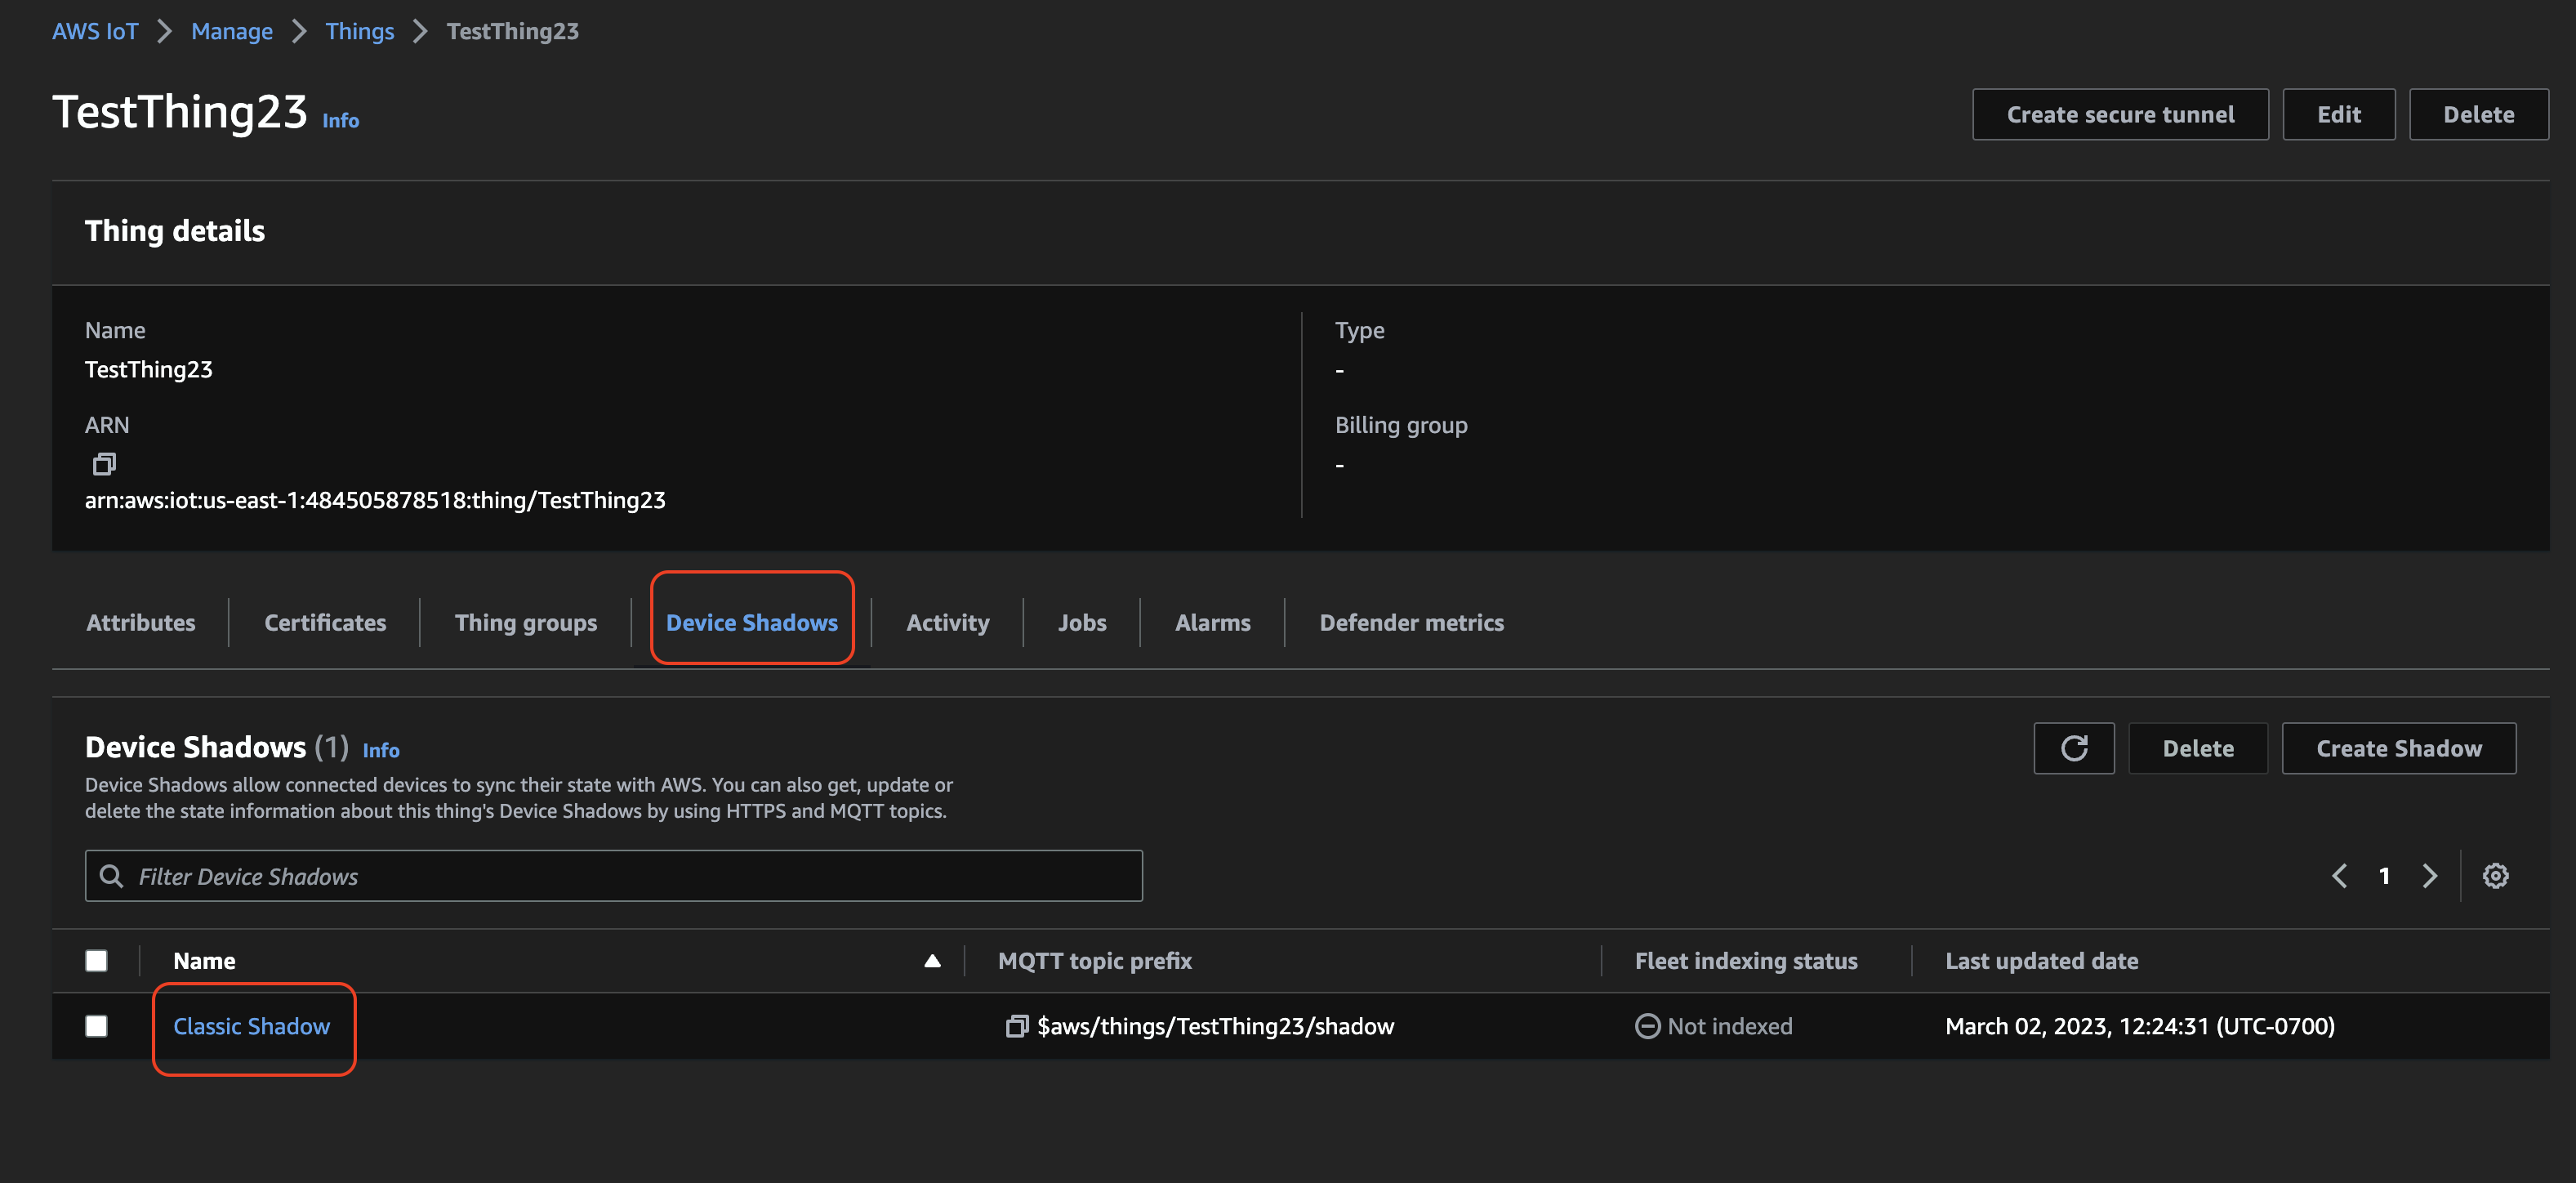 AWS IoT > Manage > Things > TestThing23
TestThing23 Info
Create secure tunnel Edit Delete
Thing details
Name
TestThing23
ARN
arn:aws:iot:us-east-1:484505878518:thing/TestThing23
Type
-
Billing group
-
Attributes Certificates Thing groups Device Shadows Activity Jobs Alarms Defender metrics
Device Shadows (1) Info
Device Shadows allow connected devices to sync their state with AWS. You can also get, update or
delete the state information about this thing's Device Shadows by using HTTPS and MQTT topics.
Delete Create Shadow
Filter Device Shadows
1
Name MQTT topic prefix Fleet indexing status Last updated date
Classic Shadow $aws/things/TestThing23/shadow Not indexed March 02, 2023, 12:24:31 (UTC-0700)